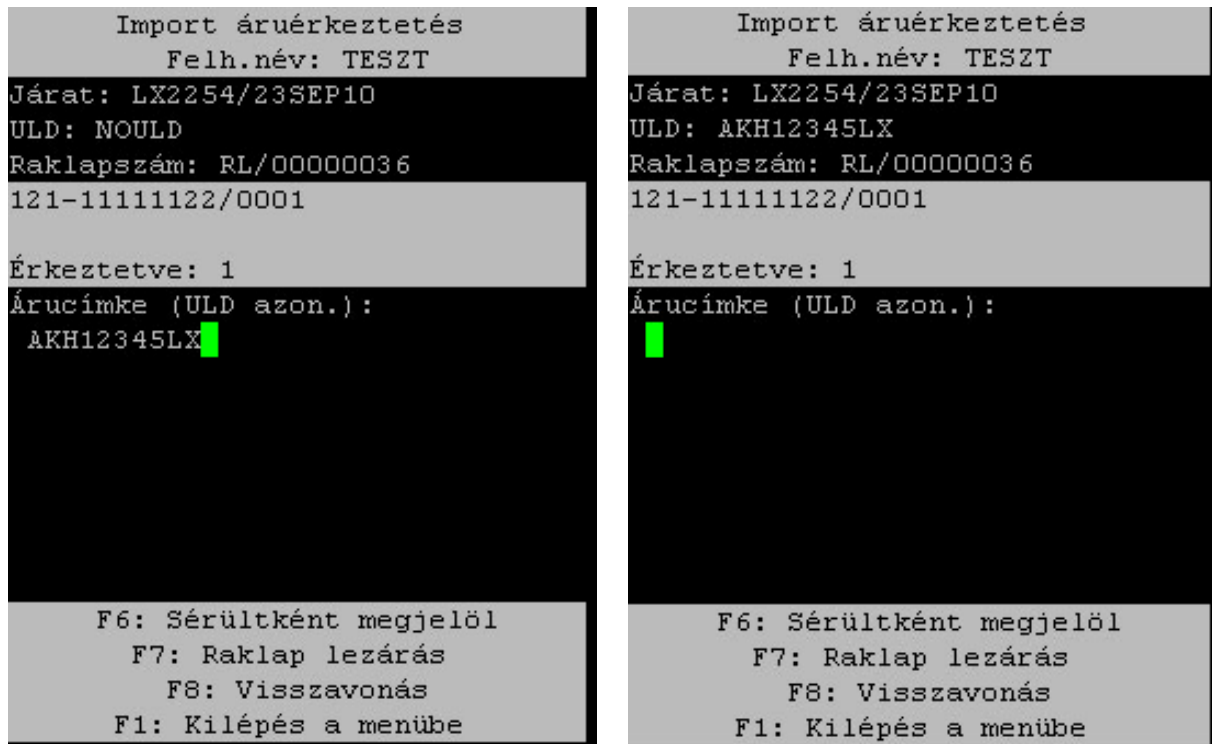 Import áruérkeztetés
Felh.név: TESZT
Járat: LX2254/23SEP10
ULD: NOULD
Raklapszám: RL/00000036
121-11111122/0001
Érkeztetve: 1
Árucímke (ULD azon.):
AKH12345LX
F6: Sérültként megjelöl
F7: Raklap lezárás
F8: Visszavonás
F1: Kilépés a menübe
Import áruérkeztetés
Felh.név: TESZT
Járat: LX2254/23SEP10
ULD: AKH12345LX
Raklapszám: RL/00000036
121-11111122/0001
Érkeztetve: 1
Árucímke (ULD azon.):
F6: Sérültként megjelöl
F7: Raklap lezárás
F8: Visszavonás
F1: Kilépés a menübe